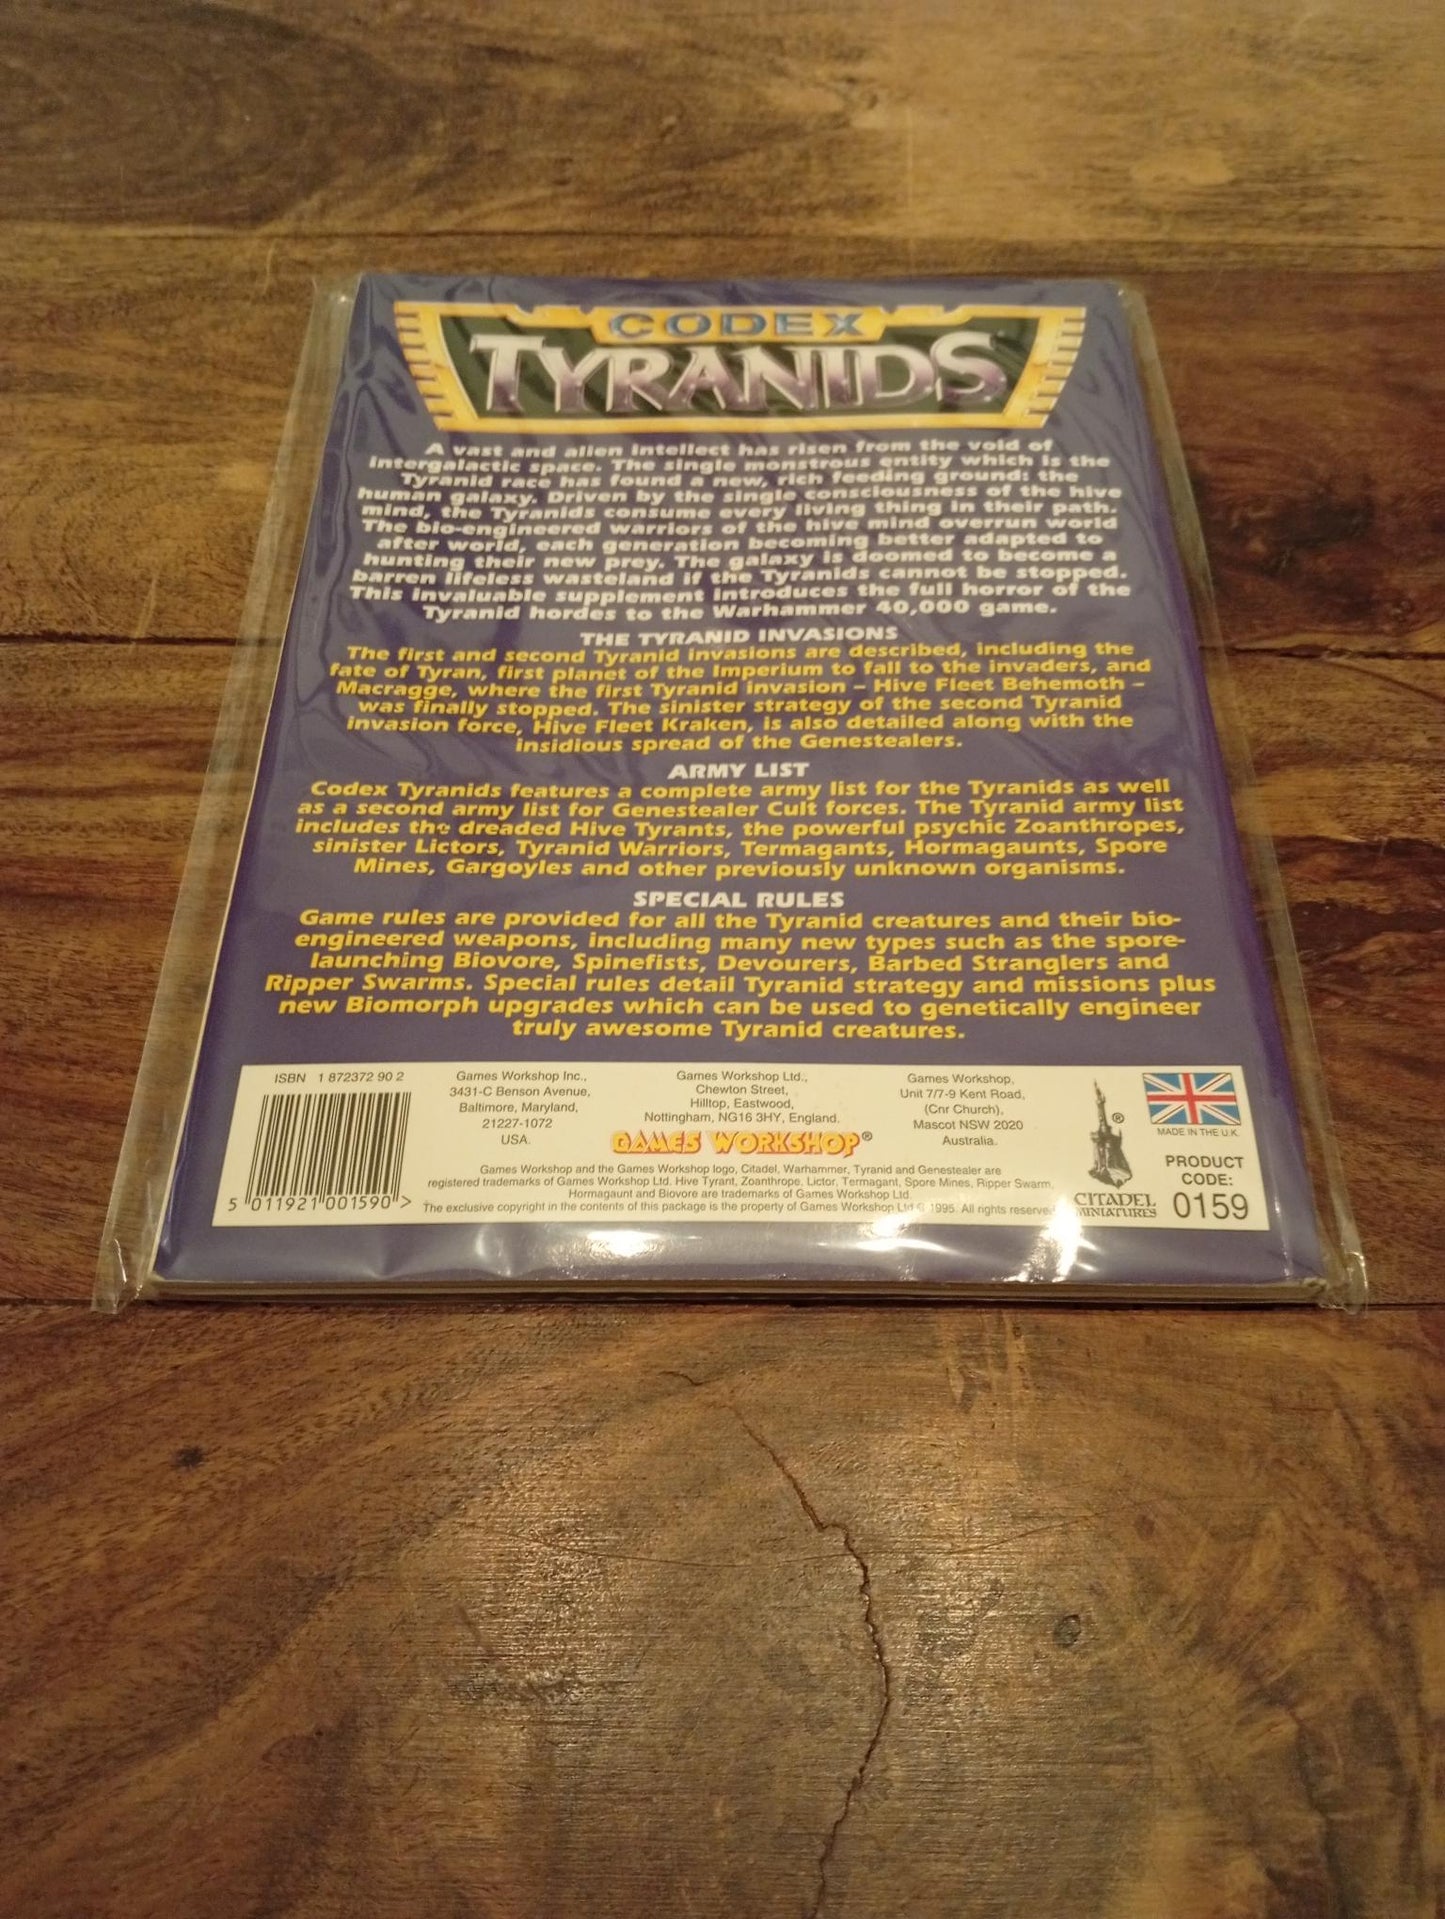 CODEX
TYRANIDS
A vast and alien intellect has risen from the void of
intergalactic space. The single monstrous entity which is the
Tyranid race has found a new, rich feeding ground: the
human galaxy. Driven by the single consciousness of the hive
mind, the Tyranids consume every living thing in their path.
The bio-engineered warriors of the hive mind overrun world
after world, each generation becoming better adapted to
hunting their new prey. The galaxy is doomed to become a
barren lifeless wasteland if the Tyranids cannot be stopped.
This invaluable supplement introduces the full horror of the
Tyranid hordes to the Warhammer 40,000 game.
THE TYRANID INVASIONS
The first and second Tyranid invasions are described, including the
fate of Tyran, first planet of the Imperium to fall to the invaders, and
Macragge, where the first Tyranid invasion – Hive Fleet Behemoth –
was finally stopped. The sinister strategy of the second Tyranid
invasion force, Hive Fleet Kraken, is also detailed along with the
insidious spread of the Genestealers.
ARMY LIST
Codex Tyranids features a complete army list for the Tyranids as well
as a second army list for Genestealer Cult forces. The Tyranid army list
includes the dreaded Hive Tyrants, the powerful psychic Zoanthropes,
sinister Lictors, Tyranid Warriors, Termagants, Hormagaunts, Spore
Mines, Gargoyles and other previously unknown organisms.
SPECIAL RULES
Game rules are provided for all the Tyranid creatures and their bio-
engineered weapons, including many new types such as the spore-
launching Biovore, Spinefists, Devourers, Barbed Stranglers and
Ripper Swarms. Special rules detail Tyranid strategy and missions plus
new Biomorph upgrades which can be used to genetically engineer
truly awesome Tyranid creatures.
ISBN 1 872372 90 2
5 011921 001590 >
Games Workshop Inc.,
3431-C Benson Avenue,
Baltimore, Maryland,
21227-1072
USA.
Games Workshop Ltd.,
Chewton Street,
Hilltop, Eastwood,
Nottingham, NG16 3HY, England.
GAMES WORKSHOP®
Games Workshop,
Unit 7/7-9 Kent Road,
(Cnr Church),
Mascot NSW 2020
Australia.
Games Workshop and the Games Workshop logo, Citadel, Warhammer, Tyranid and Genestealer are
registered trademarks of Games Workshop Ltd. Hive Tyrant, Zoanthrope, Lictor, Termagant, Spore Mines, Ripper Swarm,
Hormagaunt and Biovore are trademarks of Games Workshop Ltd.
The exclusive copyright in the contents of this package is the property of Games Workshop Ltd © 1995. All rights reserved
®
CITADEL
MINIATURES
MADE IN THE U.K.
PRODUCT
CODE:
0159